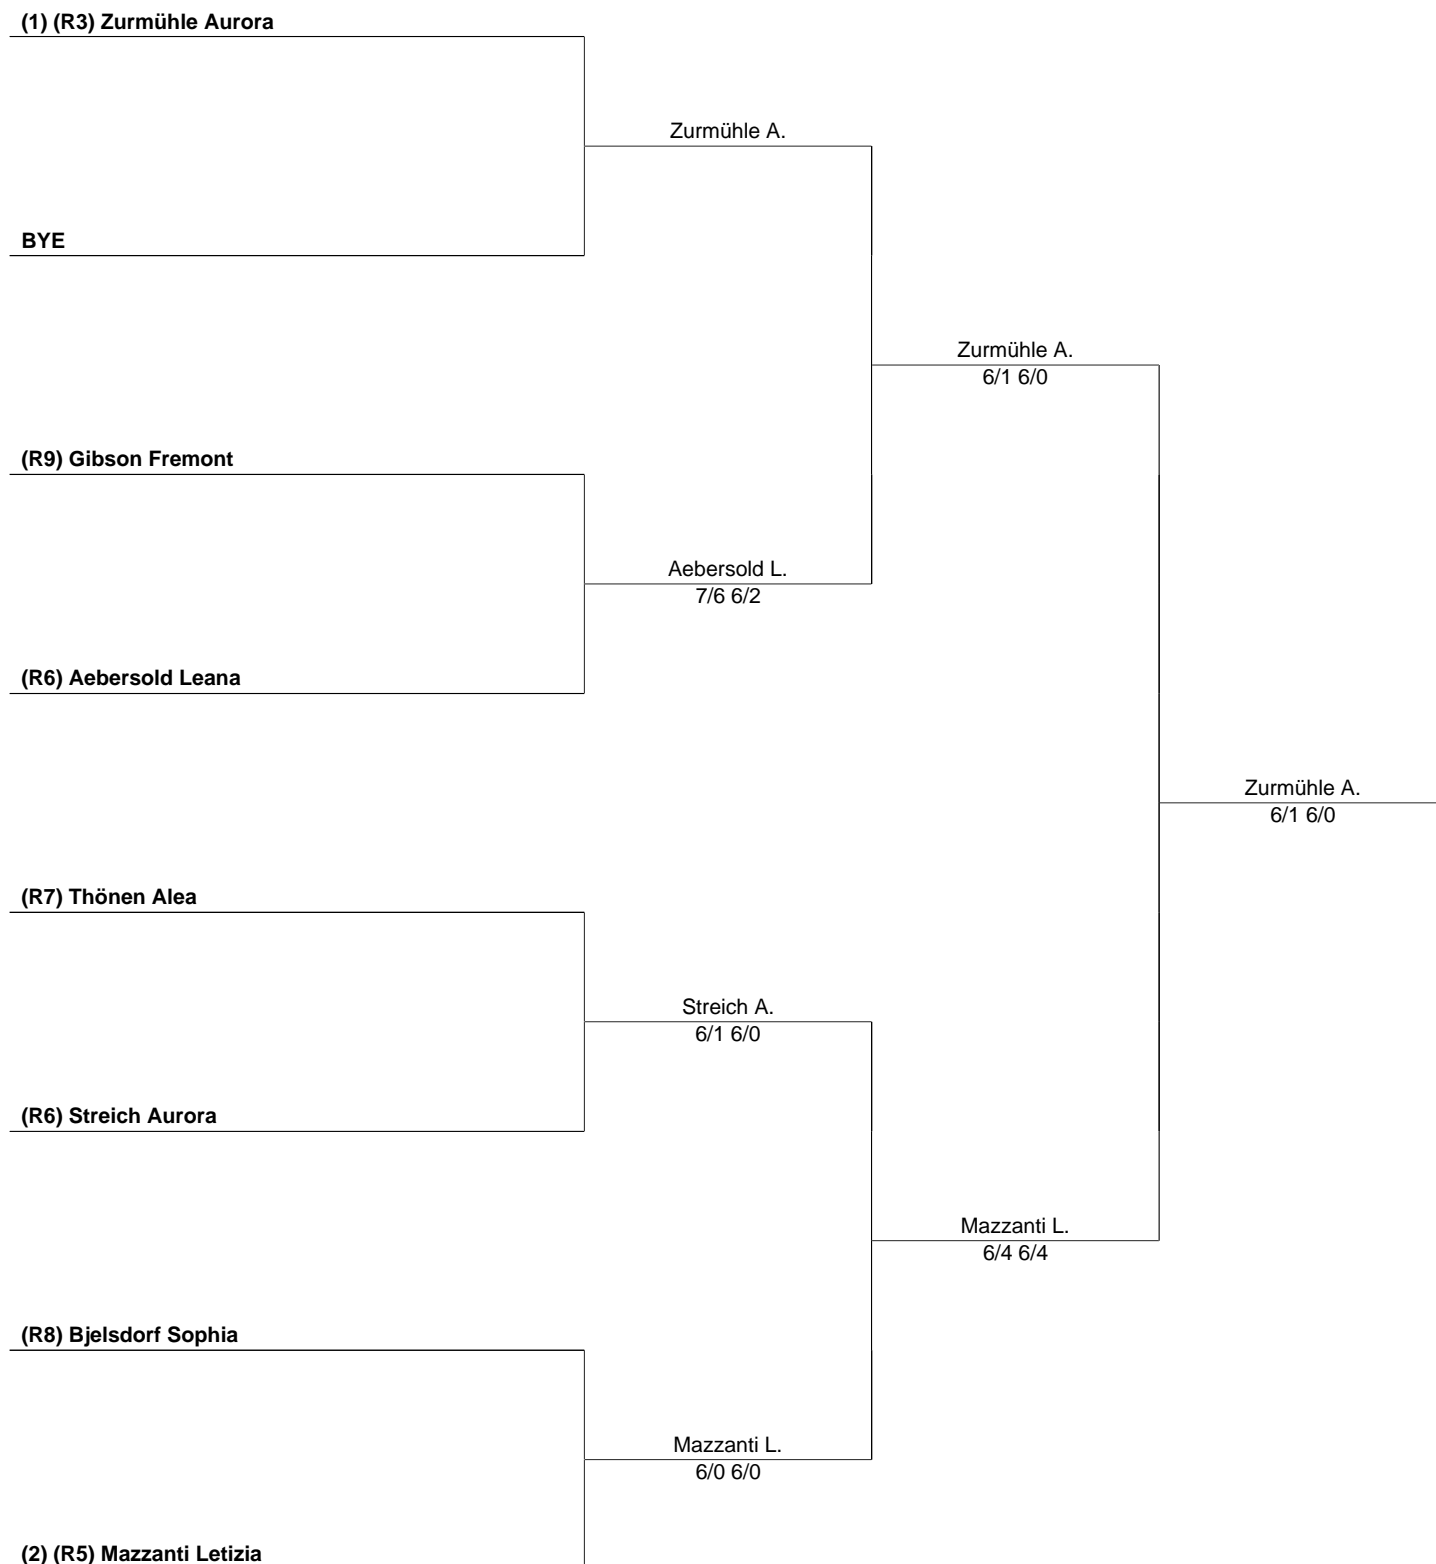 (1) (R3) Zurmühle Aurora
Zurmühle A.
BYE
Zurmühle A.
6/1 6/0
(R9) Gibson Fremont
Aebersold L.
7/6 6/2
(R6) Aebersold Leana
Zurmühle A.
6/1 6/0
(R7) Thönen Alea
Streich A.
6/1 6/0
(R6) Streich Aurora
Mazzanti L.
6/4 6/4
(R8) Bjelsdorf Sophia
Mazzanti L.
6/0 6/0
(2) (R5) Mazzanti Letizia